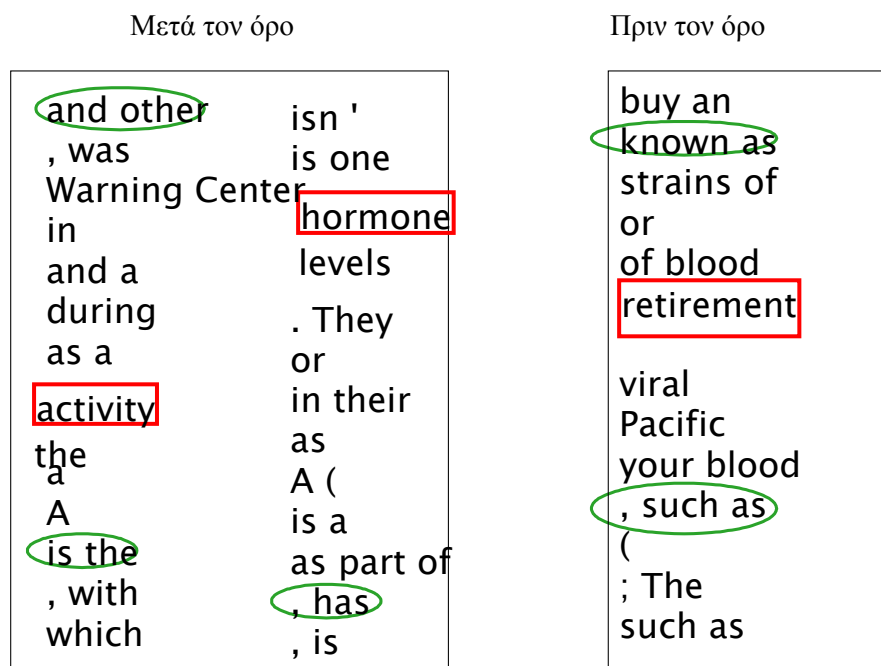 Μετά τον όρο
and other
, was
Warning Center
in
and a
during
as a
activity
the
a
A
is the
, with
which
isn '
is one
hormone
levels
. They
or
in their
as
A (
is a
as part of
, has
, is
Πριν τον όρο
buy an
known as
strains of
or
of blood
retirement
viral
Pacific
your blood
, such as
(
; The
such as